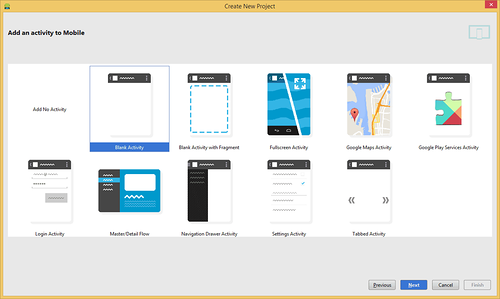 Create New Project
Add an activity to Mobile
Add No Activity
Blank Activity
Blank Activity with Fragment
Fullscreen Activity
Google Maps Activity
Google Play Services Activity
Login Activity
Master/Detail Flow
Navigation Drawer Activity
Settings Activity
Tabbed Activity
Previous
Next
Cancel
Finish